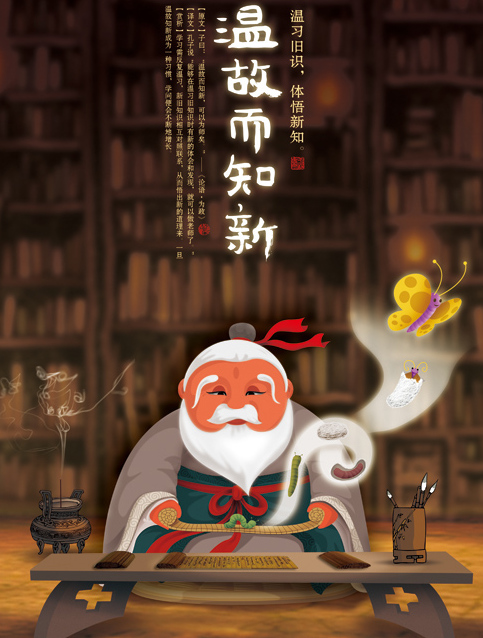 温习旧识，体悟新知。
温故而知新
【原文】子曰：“温故而知新，可以为师矣。”——《论语·为政》
【译文】孔子说：“能够在温习旧知识时有新的体会和发现，就可以做老师了。”
【赏析】学习需反复温习，新旧知识相互对照联系，从而悟出新的道理来，一旦
温故知新成为一种习惯，学问便会不断地增长